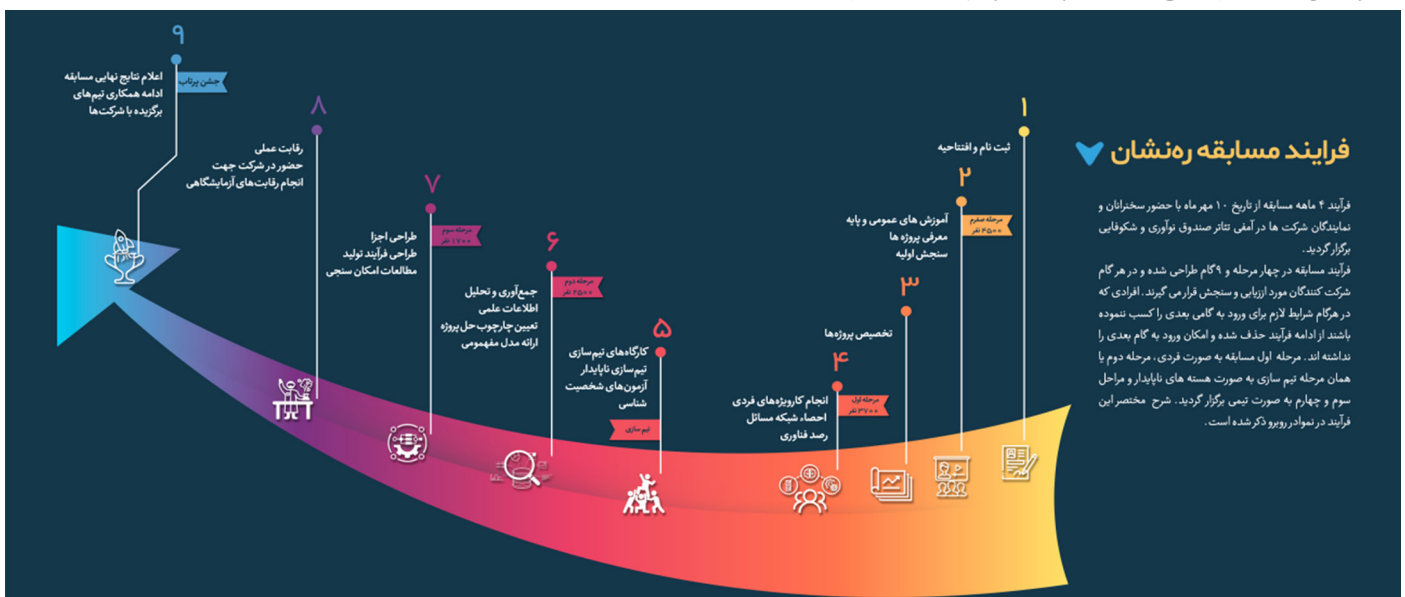 فرایند مسابقه ره‌نشان
فرآیند ۴ ماهه مسابقه از تاریخ ۱۰ مهر ماه با حضور سخنرانان و
نمایندگان شرکت ها در آمفی تئاتر صندوق نوآوری و شکوفایی
برگزار گردید.
فرآیند مسابقه در چهار مرحله و ۹ گام طراحی شده و در هر گام
شرکت کنندگان مورد ارزیابی و سنجش قرار می گیرند. افرادی که
در هرگام شرایط لازم برای ورود به گامی بعدی را کسب ننموده
باشند از ادامه فرآیند حذف شده و امکان ورود به گام بعدی را
نداشته اند. مرحله اول مسابقه به صورت فردی، مرحله دوم یا
همان مرحله تیم سازی به صورت هسته های ناپایدار و مراحل
سوم و چهارم به صورت تیمی برگزار گردید. شرح مختصر این
فرآیند در نموادر روبرو ذکر شده است.
۱
ثبت نام و افتتاحیه
۲
مرحله صفرم
۴۵۰۰ نفر
آموزش های عمومی و پایه
معرفی پروژه ها
سنجش اولیه
۳
تخصیص پروژه‌ها
۴
مرحله اول
۳۷۰۰ نفر
انجام کارویژه‌های فردی
احصاء شبکه مسائل
رصد فناوری
۵
کارگاه‌های تیم‌سازی
تیم‌سازی ناپایدار
آزمون‌های شخصیت
شناسی
تیم سازی
۶
مرحله دوم
۲۵۰۰ نفر
جمع‌آوری و تحلیل
اطلاعات علمی
تعیین چارچوب حل پروژه
ارائه مدل مفهومی
۷
مرحله سوم
۱۷۰۰ نفر
طراحی اجزا
طراحی فرآیند تولید
مطالعات امکان سنجی
۸
رقابت عملی
حضور در شرکت جهت
انجام رقابت‌های آزمایشگاهی
۹
جشن پرتاب
اعلام نتایج نهایی مسابقه
ادامه همکاری تیم‌های
برگزیده با شرکت‌ها